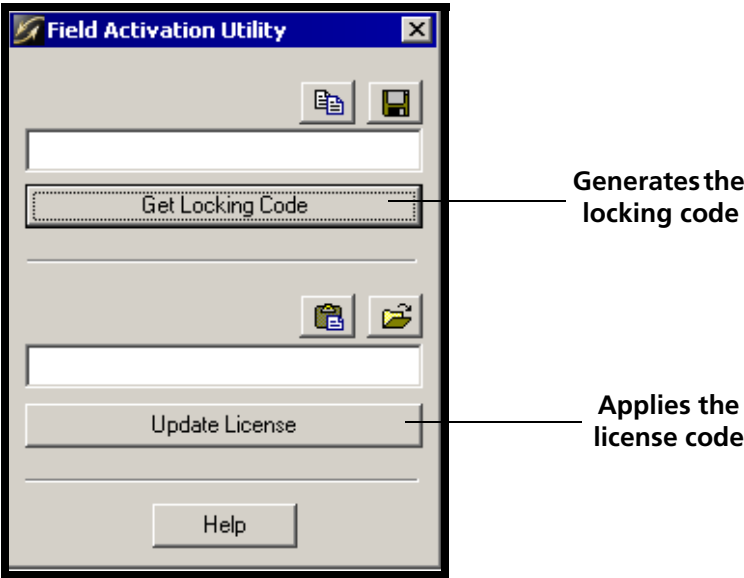 Field Activation Utility
Get Locking Code
Generates the
locking code
Update License
Applies the
license code
Help